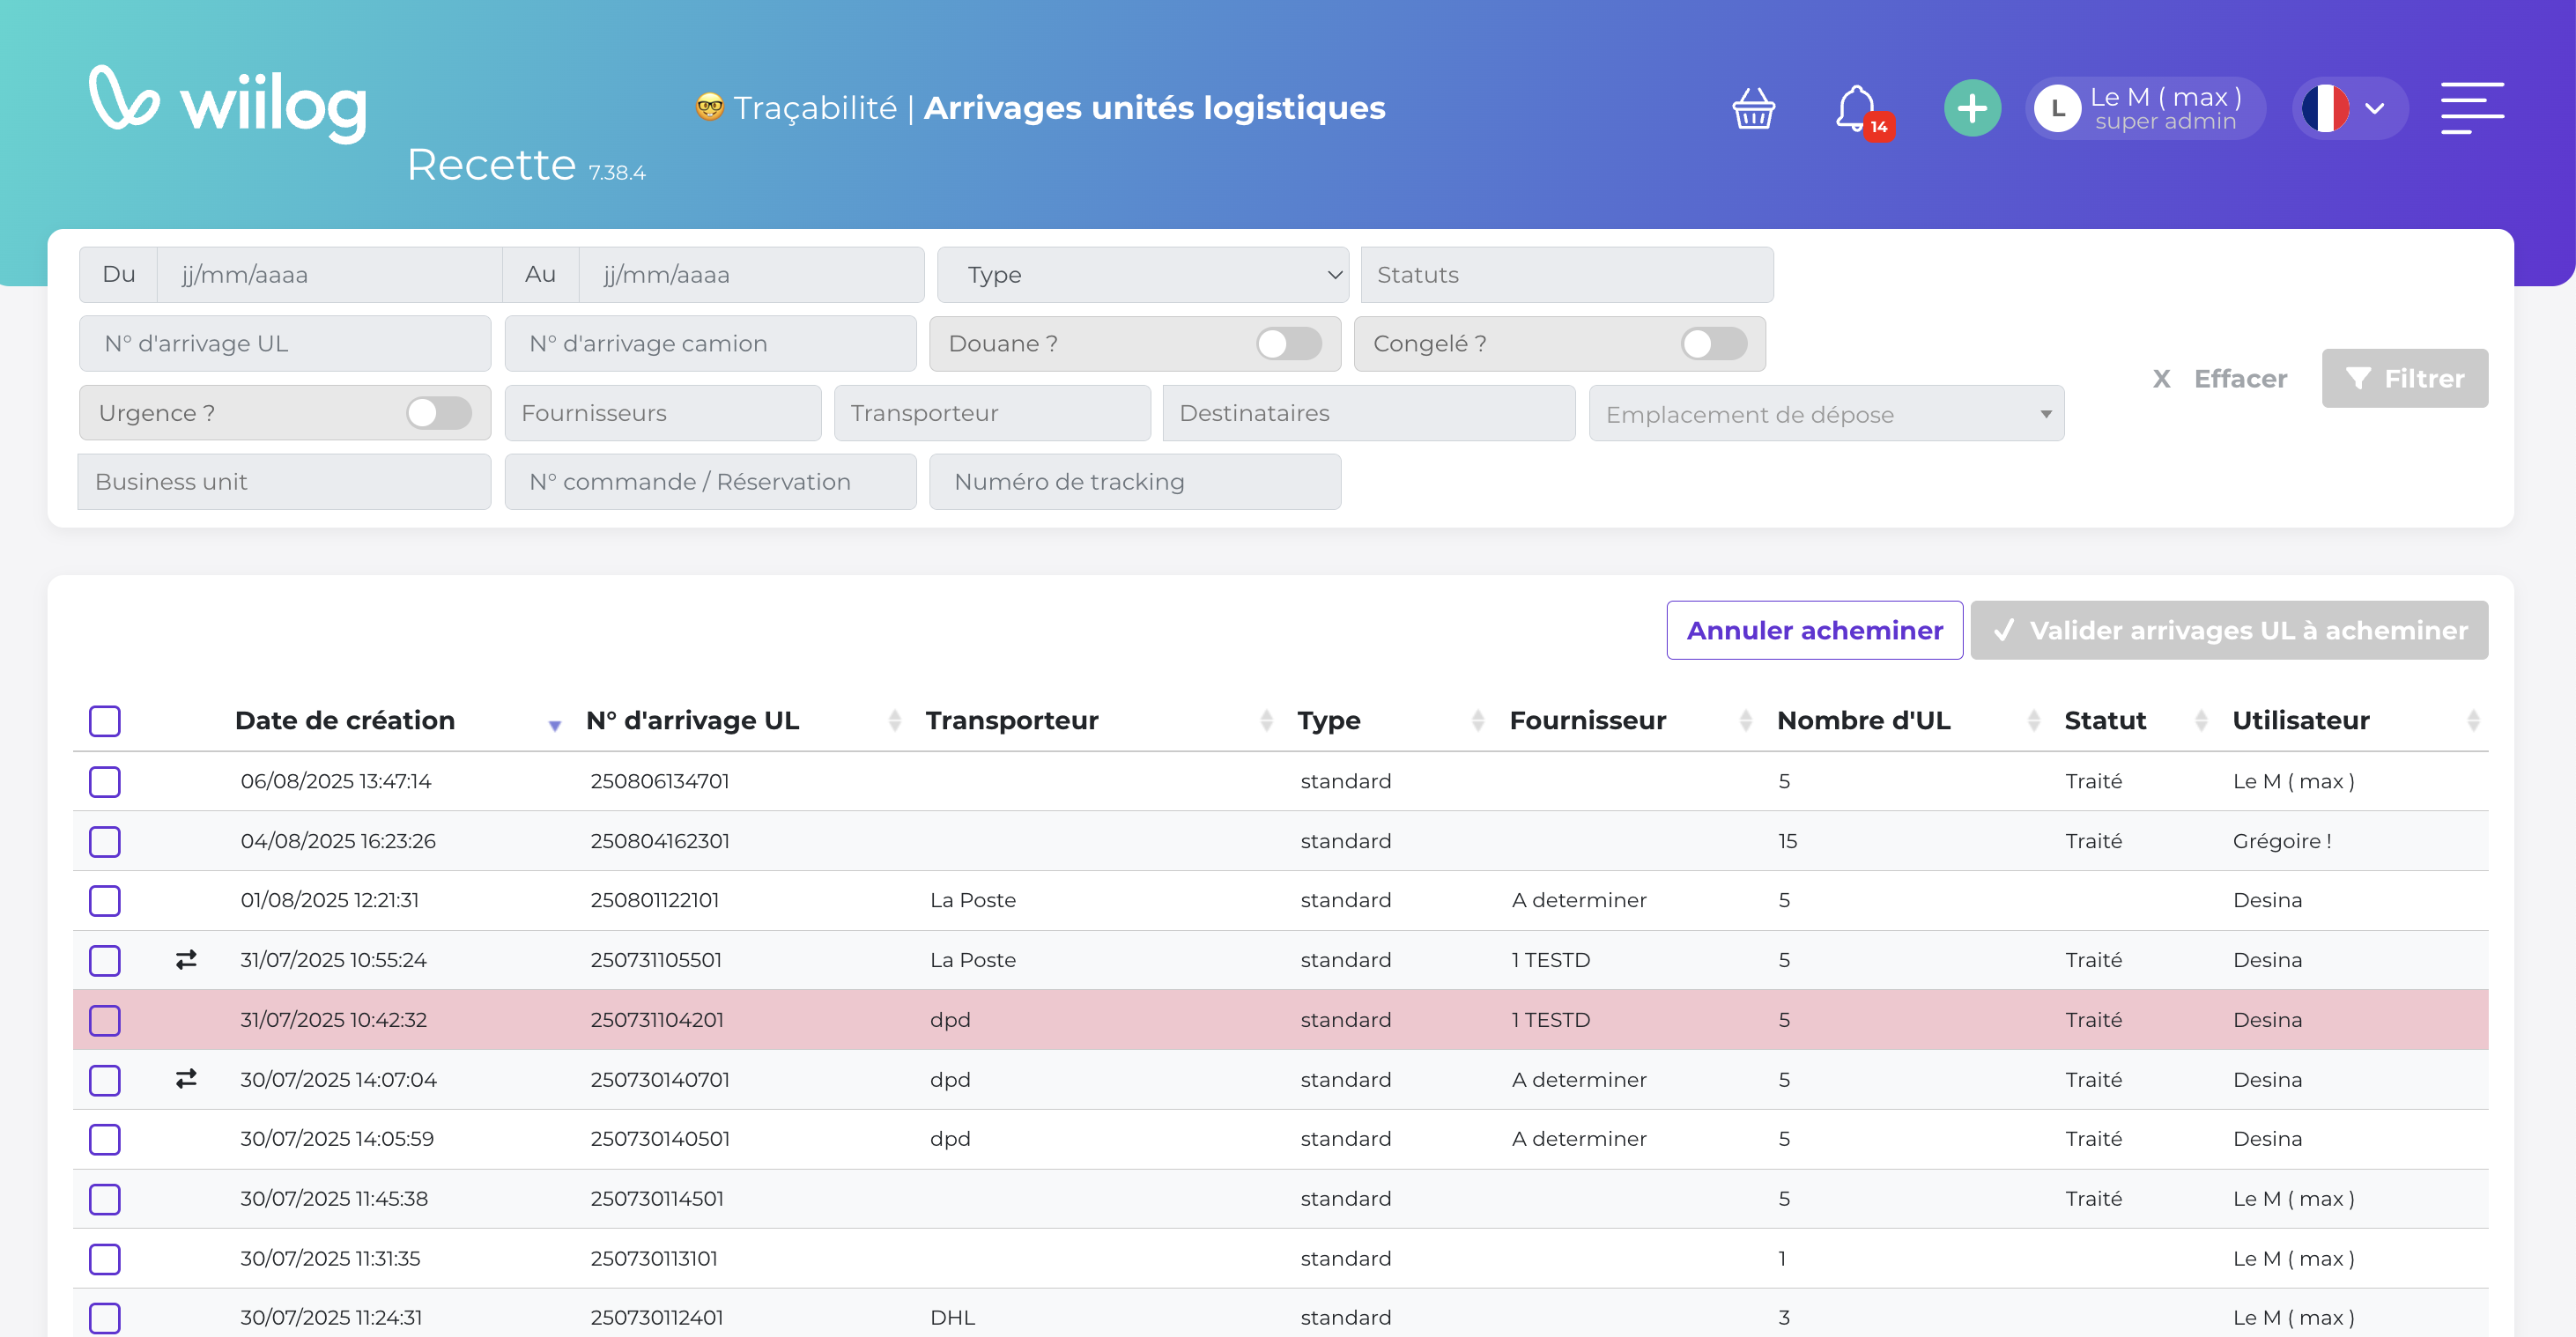 wiilog
Recette 7.38.4
🤓 Traçabilité | Arrivages unités logistiques
14
L
Le M ( max )
super admin
Du jj/mm/aaaa Au jj/mm/aaaa Type Statuts
N° d'arrivage UL N° d'arrivage camion Douane ? Congelé ?
X Effacer Filtrer
Urgence ? Fournisseurs Transporteur Destinataires Emplacement de dépose
Business unit N° commande / Réservation Numéro de tracking
Annuler acheminer Valider arrivages UL à acheminer
Date de création N° d'arrivage UL Transporteur Type Fournisseur Nombre d'UL Statut Utilisateur
06/08/2025 13:47:14 250806134701 standard 5 Traité Le M ( max )
04/08/2025 16:23:26 250804162301 standard 15 Traité Grégoire !
01/08/2025 12:21:31 250801122101 La Poste standard A determiner 5 Desina
31/07/2025 10:55:24 250731105501 La Poste standard 1 TESTD 5 Traité Desina
31/07/2025 10:42:32 250731104201 dpd standard 1 TESTD 5 Traité Desina
30/07/2025 14:07:04 250730140701 dpd standard A determiner 5 Traité Desina
30/07/2025 14:05:59 250730140501 dpd standard A determiner 5 Traité Desina
30/07/2025 11:45:38 250730114501 standard 5 Traité Le M ( max )
30/07/2025 11:31:35 250730113101 standard 1 Le M ( max )
30/07/2025 11:24:31 250730112401 DHL standard 3 Le M ( max )